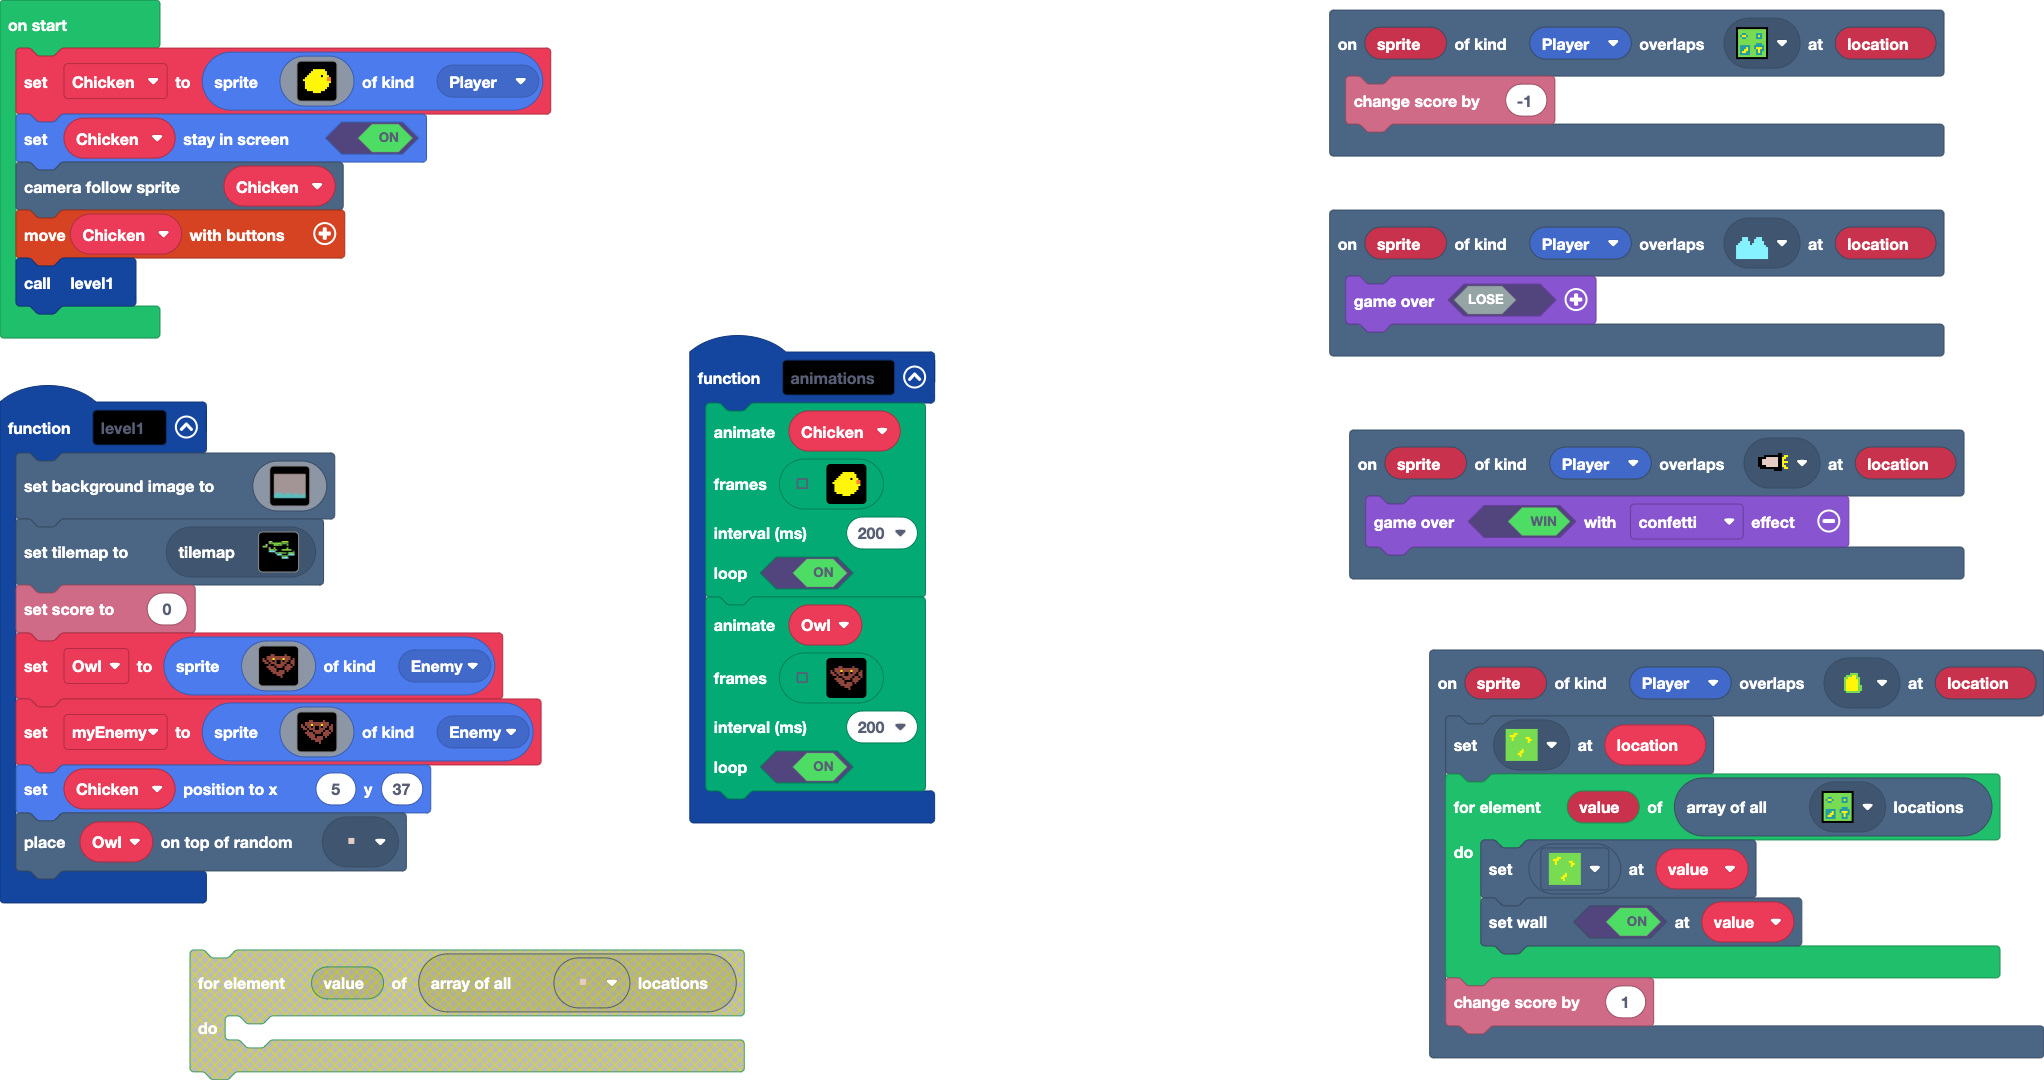 on start
set Chicken to sprite of kind Player
set Chicken stay in screen ON
camera follow sprite Chicken
move Chicken with buttons
call level1
function level1
set background image to
set tilemap to tilemap
set score to 0
set Owl to sprite of kind Enemy
set myEnemy to sprite of kind Enemy
set Chicken position to x 5 y 37
place Owl on top of random
for element value of array of all locations
do
function animations
animate Chicken
frames
interval (ms) 200
loop ON
animate Owl
frames
interval (ms) 200
loop ON
on sprite of kind Player overlaps at location
change score by -1
on sprite of kind Player overlaps at location
game over LOSE
on sprite of kind Player overlaps at location
game over WIN with confetti effect
on sprite of kind Player overlaps at location
set at location
for element value of array of all locations
do
set at value
set wall ON at value
change score by 1